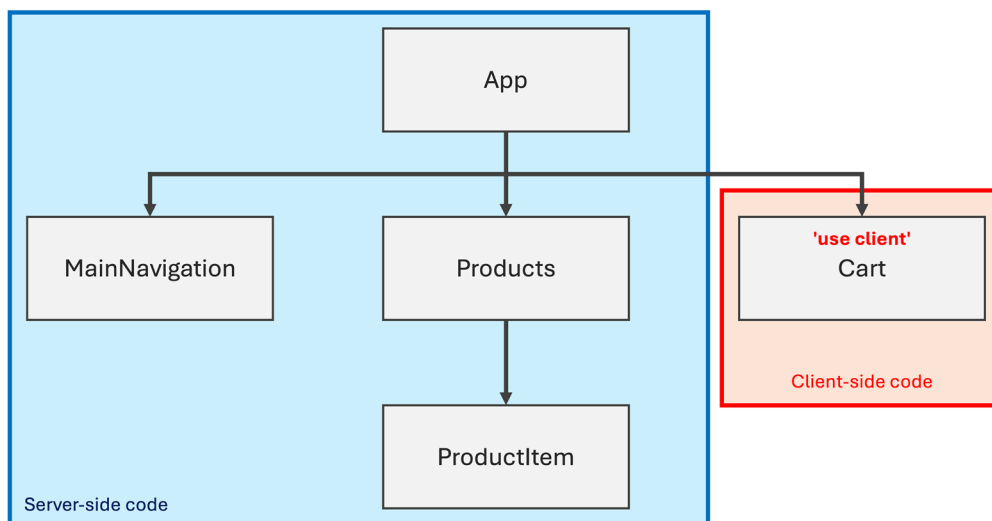 App
MainNavigation
Products
'use client'
Cart
Client-side code
ProductItem
Server-side code